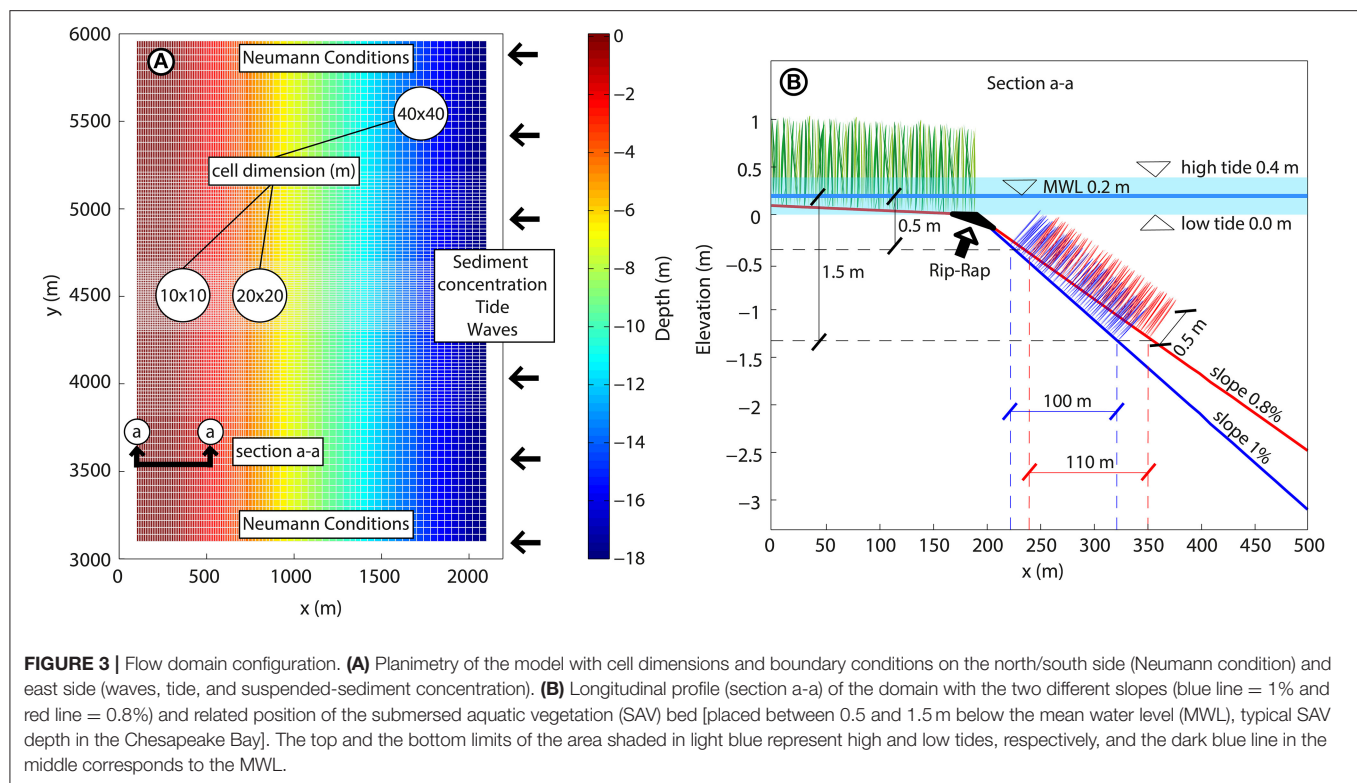 6000
5500
5000
4500
4000
3500
3000
y (m)
0
500
1000
1500
2000
x (m)
A
Neumann Conditions
40x40
cell dimension (m)
10x10
20x20
Sediment
concentration
Tide
Waves
a
a
section a-a
Neumann Conditions
0
−2
−4
−6
−8
−10
−12
−14
−16
−18
Depth (m)
B
Section a-a
1
0.5
0
−0.5
−1
−1.5
−2
−2.5
−3
Elevation (m)
high tide 0.4 m
MWL 0.2 m
low tide 0.0 m
0.5 m
1.5 m
Rip-Rap
0.5 m
slope 0.8%
slope 1%
100 m
110 m
0
50
100
150
200
250
300
350
400
450
500
x (m)
FIGURE 3 | Flow domain configuration. (A) Planimetry of the model with cell dimensions and boundary conditions on the north/south side (Neumann condition) and
east side (waves, tide, and suspended-sediment concentration). (B) Longitudinal profile (section a-a) of the domain with the two different slopes (blue line = 1% and
red line = 0.8%) and related position of the submersed aquatic vegetation (SAV) bed [placed between 0.5 and 1.5 m below the mean water level (MWL), typical SAV
depth in the Chesapeake Bay]. The top and the bottom limits of the area shaded in light blue represent high and low tides, respectively, and the dark blue line in the
middle corresponds to the MWL.